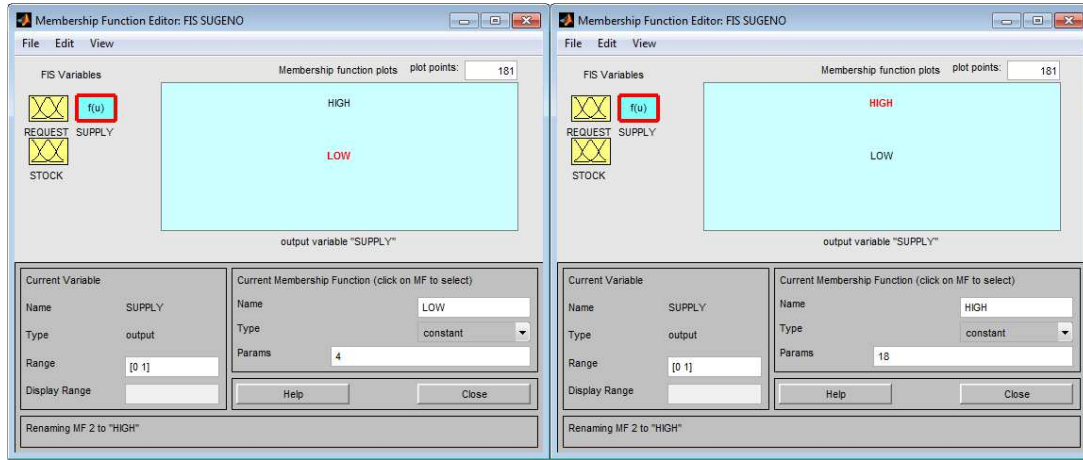 Membership Function Editor: FIS SUGENO
File Edit View
FIS Variables
Membership function plots plot points: 181
f(u)
REQUEST SUPPLY
STOCK
HIGH
LOW
output variable "SUPPLY"
Current Variable
Name SUPPLY
Type output
Range [0 1]
Display Range
Current Membership Function (click on MF to select)
Name LOW
Type constant
Params 4
Help Close
Renaming MF 2 to "HIGH"
Membership Function Editor: FIS SUGENO
File Edit View
FIS Variables
Membership function plots plot points: 181
f(u)
REQUEST SUPPLY
STOCK
HIGH
LOW
output variable "SUPPLY"
Current Variable
Name SUPPLY
Type output
Range [0 1]
Display Range
Current Membership Function (click on MF to select)
Name HIGH
Type constant
Params 18
Help Close
Renaming MF 2 to "HIGH"